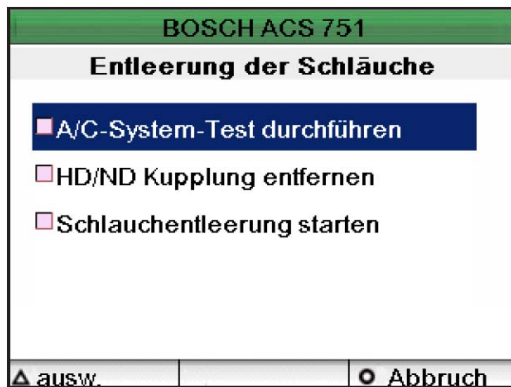 BOSCH ACS 751
Entleerung der Schläuche
A/C-System-Test durchführen
HD/ND Kupplung entfernen
Schlauchentleerung starten
ausw. Abbruch